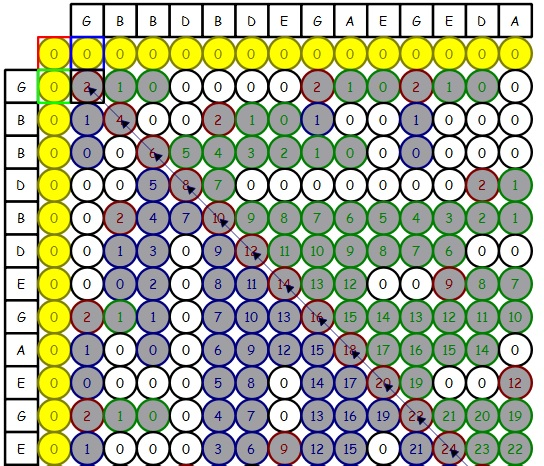 G B B D B D E G A E G E D A
0 0 0 0 0 0 0 0 0 0 0 0 0 0 0
G 0 2 1 0 0 0 0 0 2 1 0 2 1 0 0
B 0 1 4 0 0 2 1 0 1 0 0 1 0 0 0
B 0 0 0 6 5 4 3 2 1 0 0 0 0 0 0
D 0 0 0 5 8 7 0 0 0 0 0 0 0 2 1
B 0 0 2 4 7 10 9 8 7 6 5 4 3 2 1
D 0 0 1 3 0 9 12 11 10 9 8 7 6 0 0
E 0 0 0 2 0 8 11 14 13 12 0 0 9 8 7
G 0 2 1 1 0 7 10 13 16 15 14 13 12 11 10
A 0 1 0 0 0 6 9 12 15 18 17 16 15 14 0
E 0 0 0 0 0 5 8 0 14 17 20 19 0 0 12
G 0 2 1 0 0 4 7 0 13 16 19 22 21 20 19
E 0 1 0 0 0 3 6 9 12 15 0 21 24 23 22